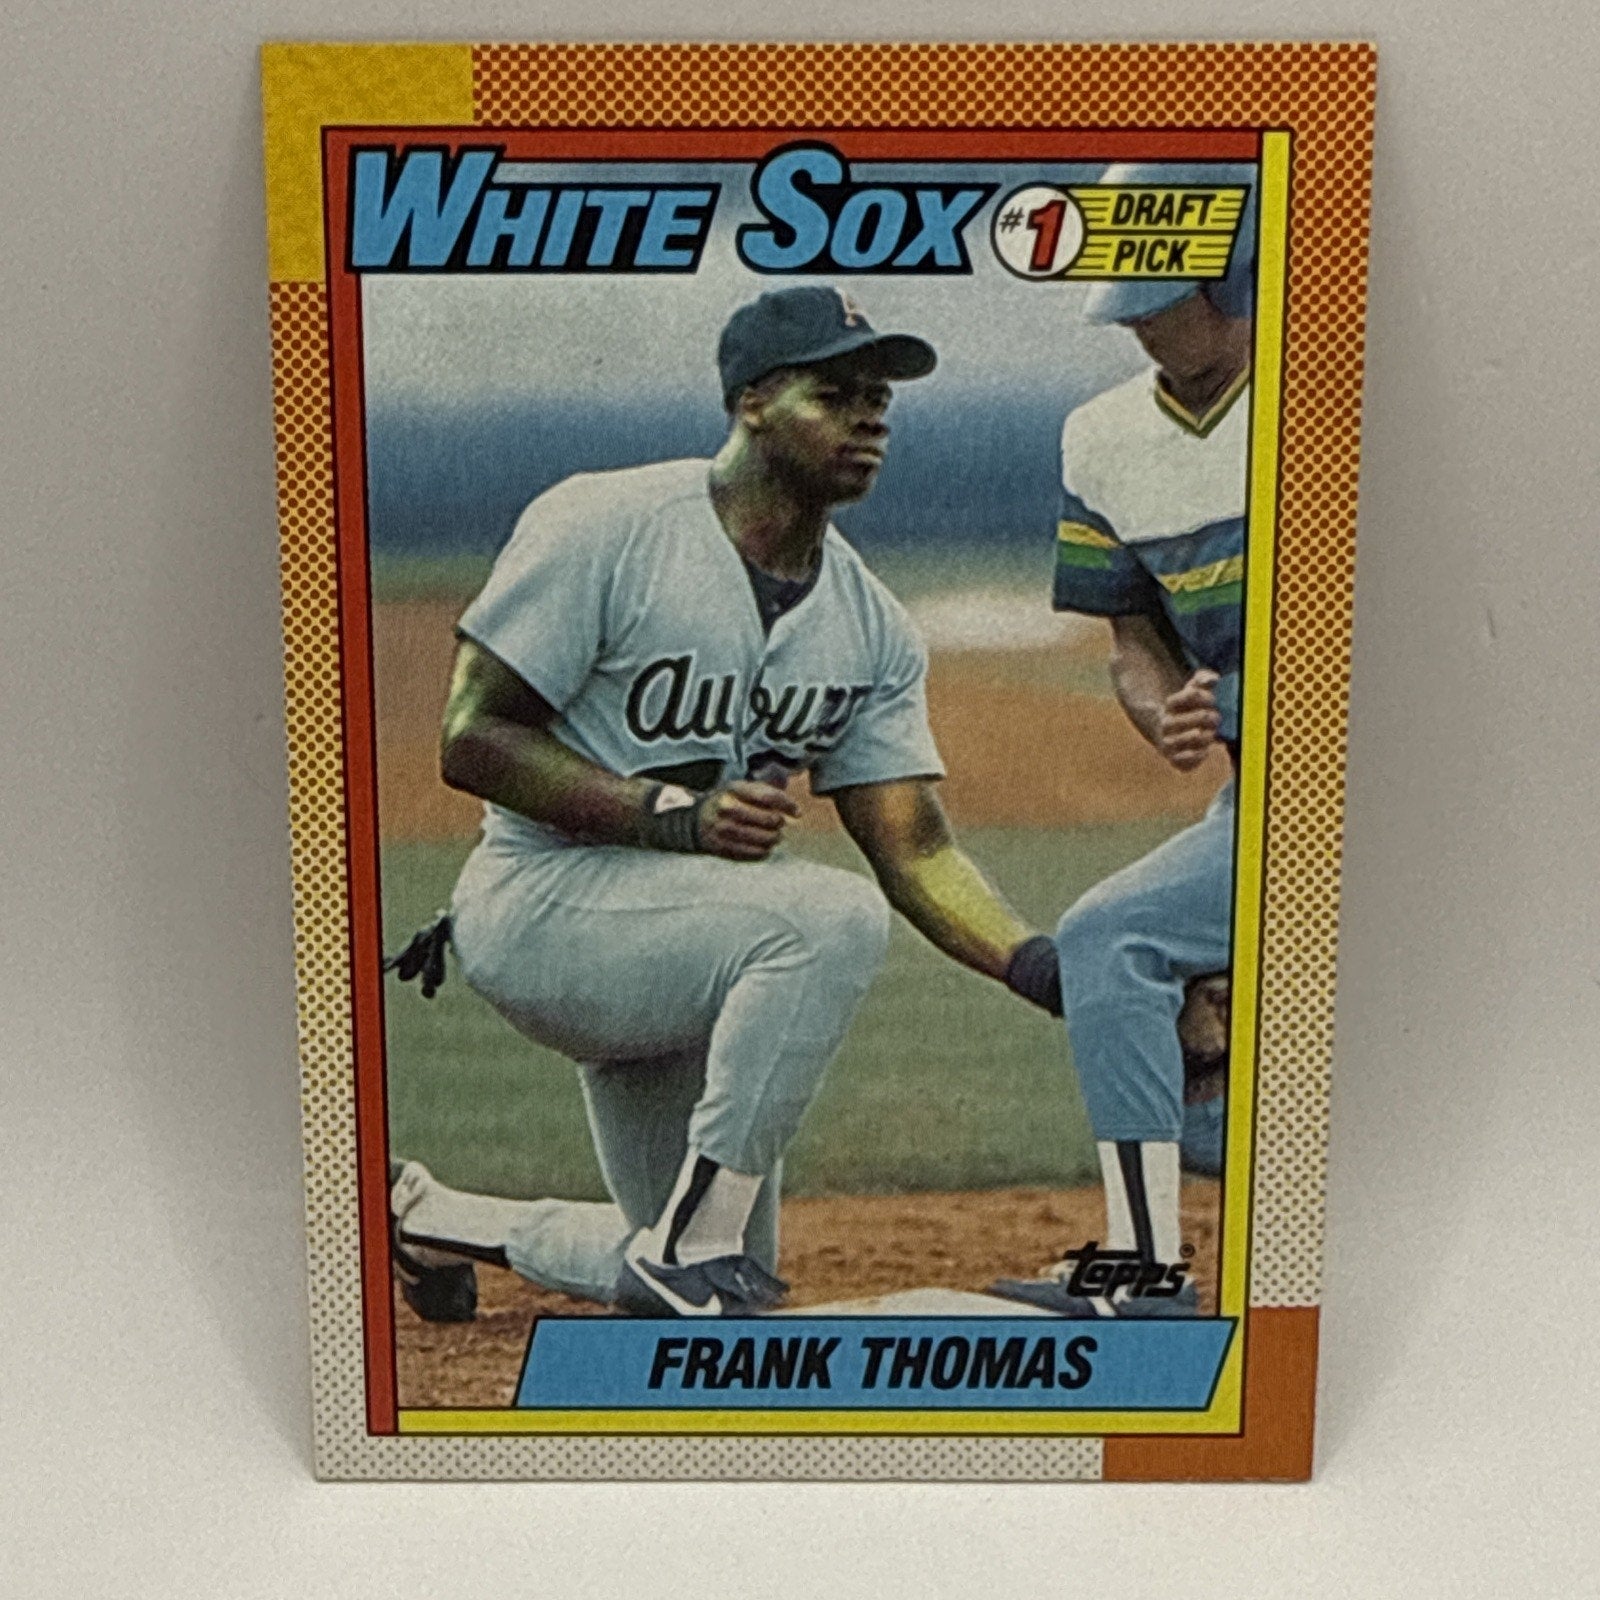 WHITE SOX
#1 DRAFT
PICK
Auburn
topps®
FRANK THOMAS